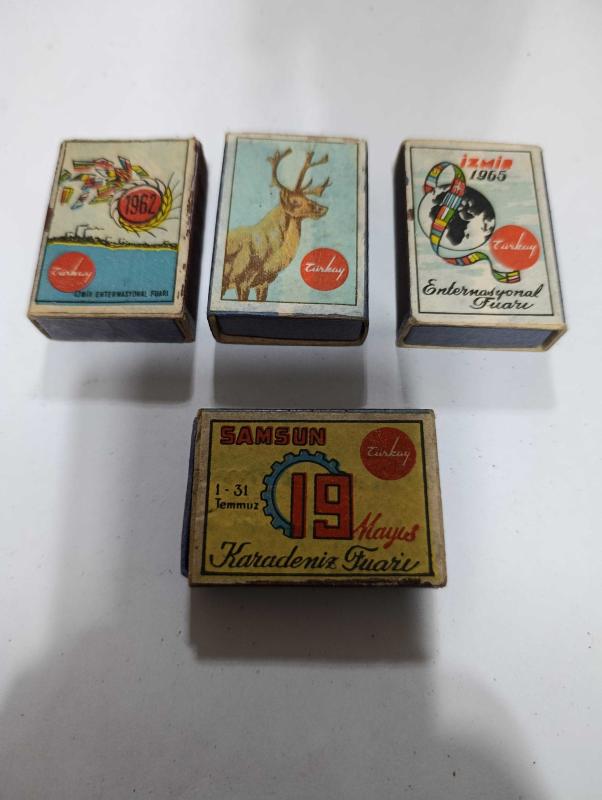 1962
Türkay
İZMİR ENTERNASYONAL FUARI
Türkay
İZMİR
1965
Türkay
Enternasyonal
Fuarı
SAMSUN
Türkay
1-31
Temmuz
19
Mayıs
Karadeniz Fuarı